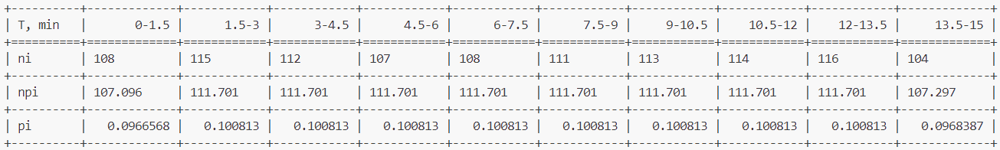 T, min 0-1.5 1.5-3 3-4.5 4.5-6 6-7.5 7.5-9 9-10.5 10.5-12 12-13.5 13.5-15
ni 108 115 112 107 108 111 113 114 116 104
npi 107.096 111.701 111.701 111.701 111.701 111.701 111.701 111.701 111.701 107.297
pi 0.0966568 0.100813 0.100813 0.100813 0.100813 0.100813 0.100813 0.100813 0.100813 0.0968387